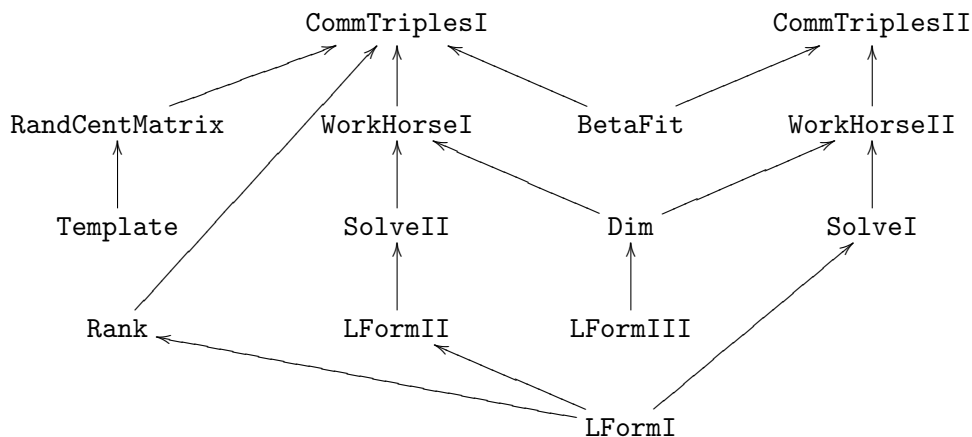 CommTriplesI CommTriplesII
RandCentMatrix WorkHorseI BetaFit WorkHorseII
Template SolveII Dim SolveI
Rank LFormII LFormIII
LFormI